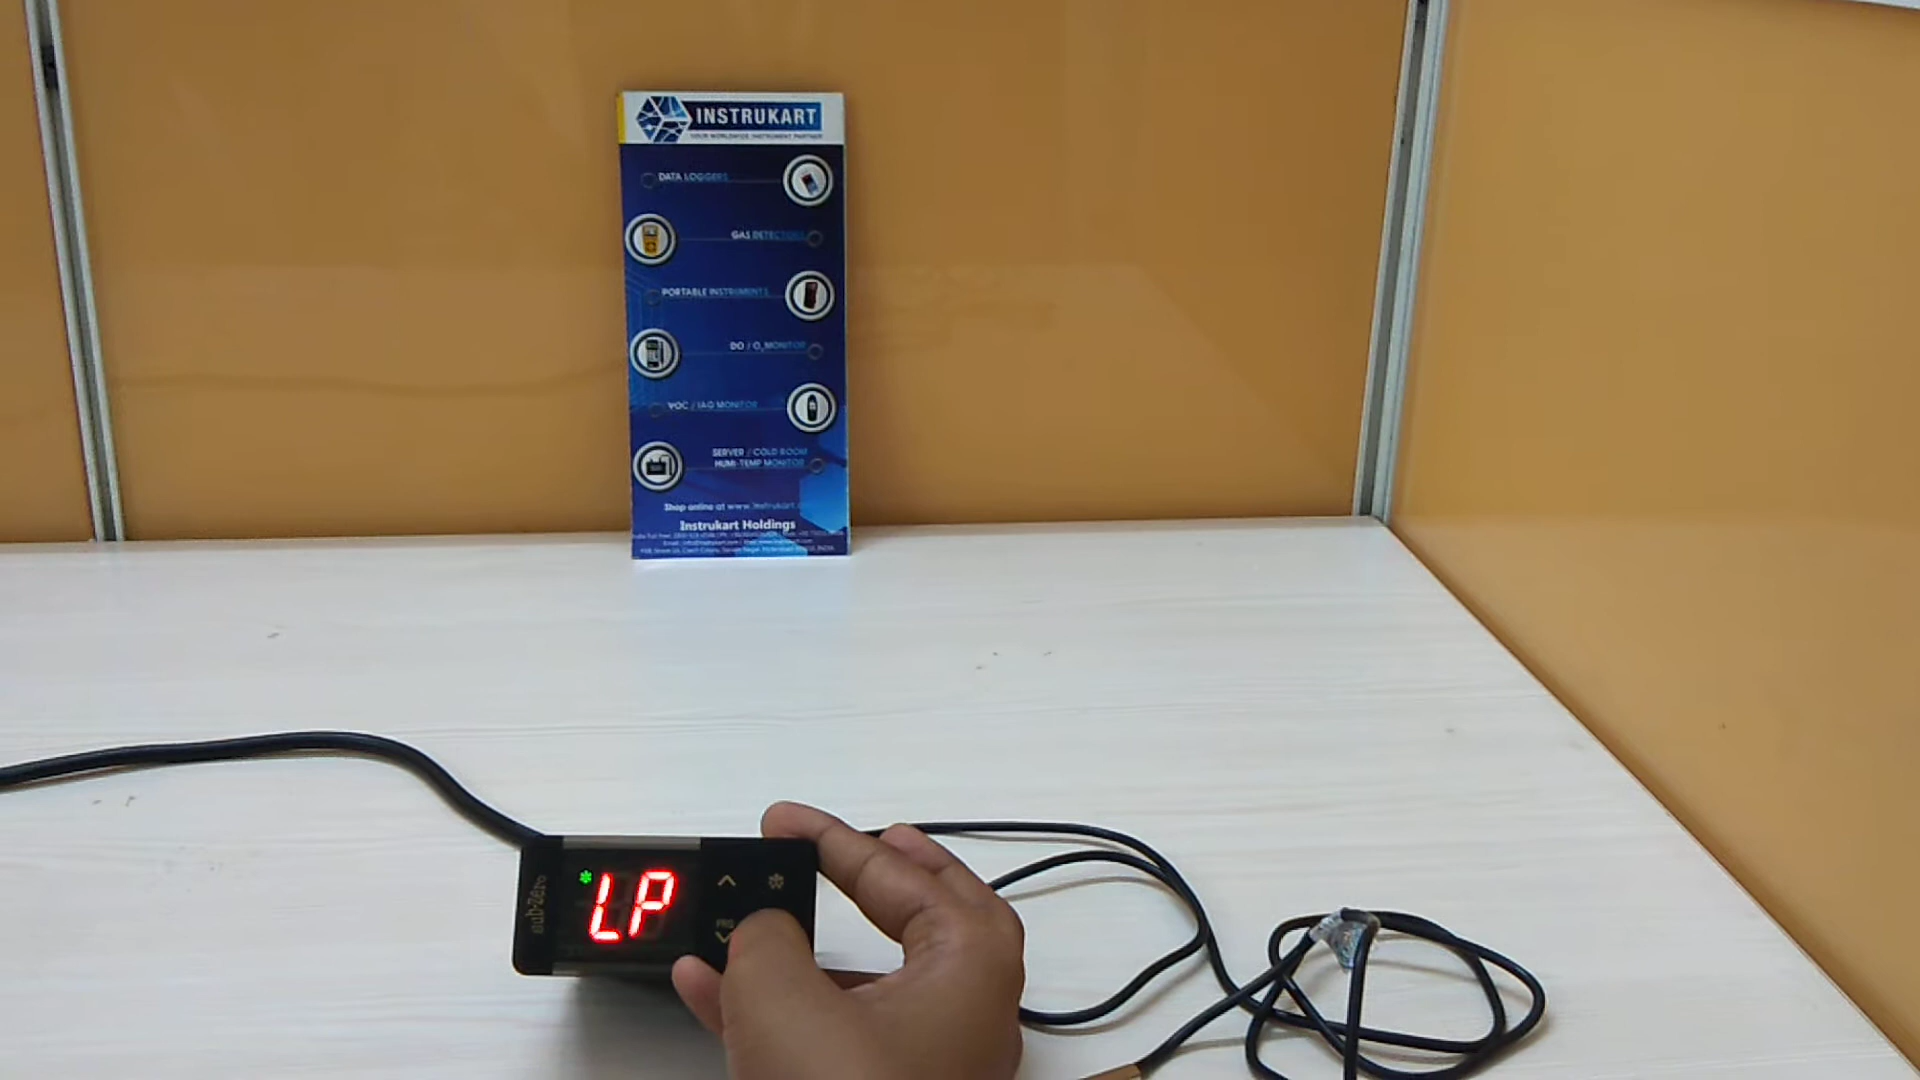 INSTRUKART
YOUR WORLDWIDE INSTRUMENT PARTNER
DATA LOGGERS
GAS DETECTORS
PORTABLE INSTRUMENTS
DO / O₂ MONITOR
VOC / IAQ MONITOR
SERVER / COLD ROOM
HUMI-TEMP MONITOR
Shop online at www.instrukart.
Instrukart Holdings
sub-zero
LP
PRG